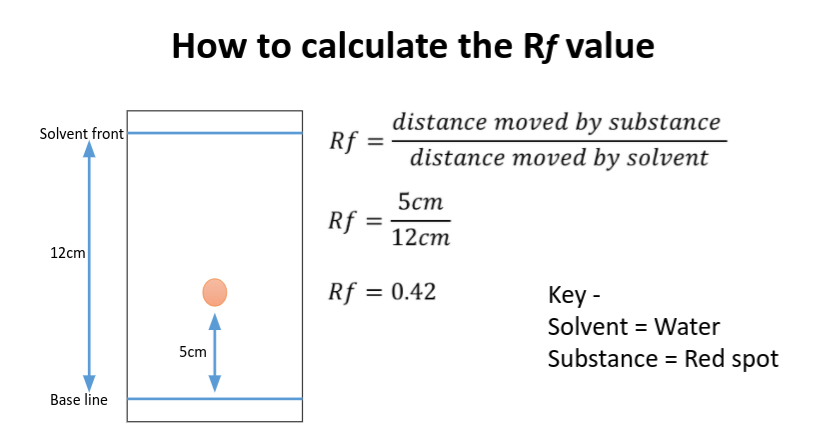 How to calculate the Rf value
Solvent front
12cm
5cm
Base line
Rf = distance moved by substance / distance moved by solvent
Rf = 5cm / 12cm
Rf = 0.42
Key -
Solvent = Water
Substance = Red spot